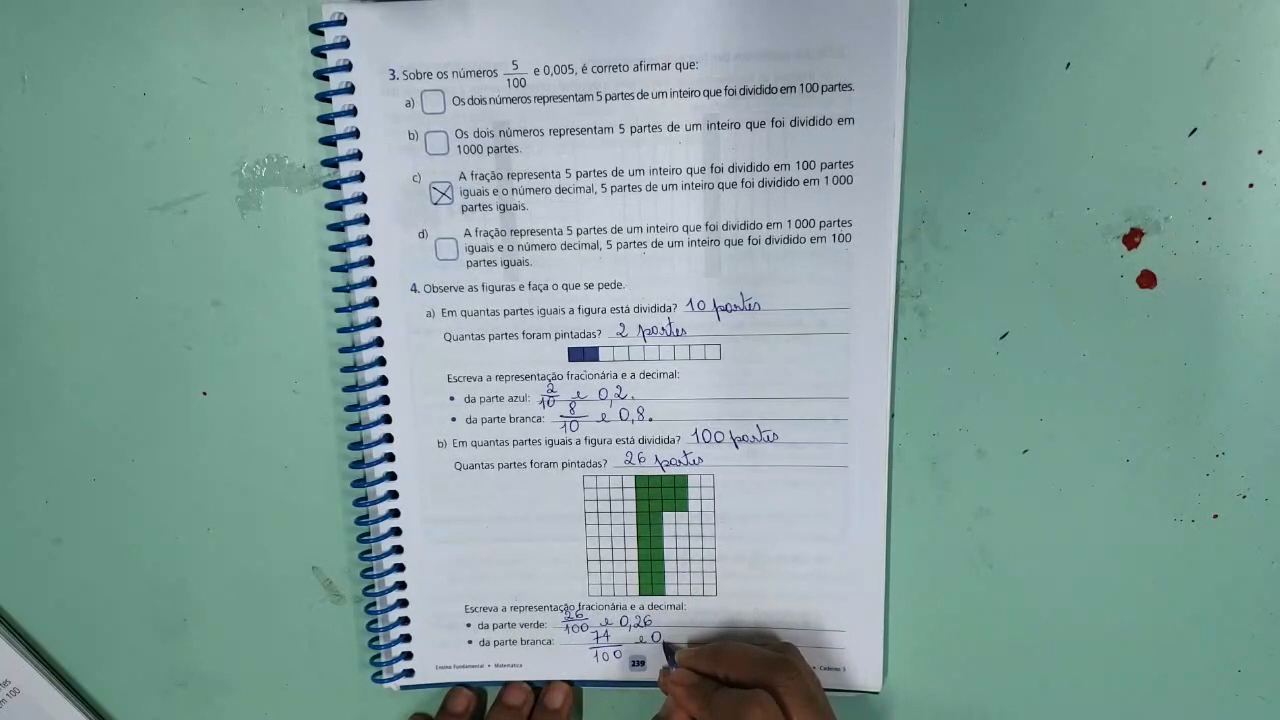 3. Sobre os números 5/100 e 0,005, é correto afirmar que:
a) Os dois números representam 5 partes de um inteiro que foi dividido em 100 partes.
b) Os dois números representam 5 partes de um inteiro que foi dividido em
1000 partes.
c) A fração representa 5 partes de um inteiro que foi dividido em 100 partes
iguais e o número decimal, 5 partes de um inteiro que foi dividido em 1 000
partes iguais.
d) A fração representa 5 partes de um inteiro que foi dividido em 1 000 partes
iguais e o número decimal, 5 partes de um inteiro que foi dividido em 100
partes iguais.
4. Observe as figuras e faça o que se pede.
a) Em quantas partes iguais a figura está dividida? 10 partes
Quantas partes foram pintadas? 2 partes
Escreva a representação fracionária e a decimal:
• da parte azul: 2/10 e 0,2.
• da parte branca: 8/10 e 0,8.
b) Em quantas partes iguais a figura está dividida? 100 partes
Quantas partes foram pintadas? 26 partes
Escreva a representação fracionária e a decimal:
• da parte verde: 26/100 e 0,26
• da parte branca: 74/100 e 0
Ensino Fundamental • Matemática 239 • Caderno 3